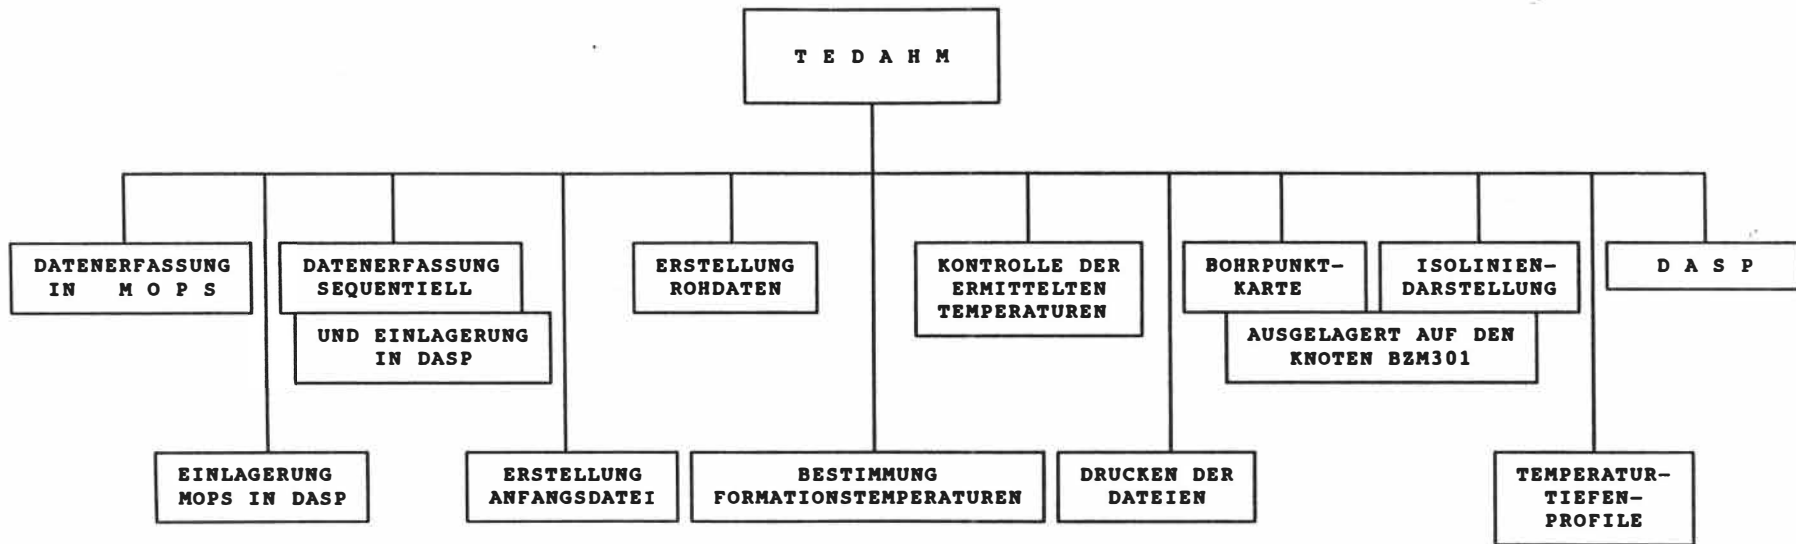 T E D A H M
DATENERFASSUNG
IN M O P S
DATENERFASSUNG
SEQUENTIELL
UND EINLAGERUNG
IN DASP
ERSTELLUNG
ROHDATEN
KONTROLLE DER
ERMITTELTEN
TEMPERATUREN
BOHRPUNKT-
KARTE
ISOLINIEN-
DARSTELLUNG
AUSGELAGERT AUF DEN
KNOTEN BZM301
D A S P
EINLAGERUNG
MOPS IN DASP
ERSTELLUNG
ANFANGSDATEI
BESTIMMUNG
FORMATIONSTEMPERATUREN
DRUCKEN DER
DATEIEN
TEMPERATUR-
TIEFEN-
PROFILE